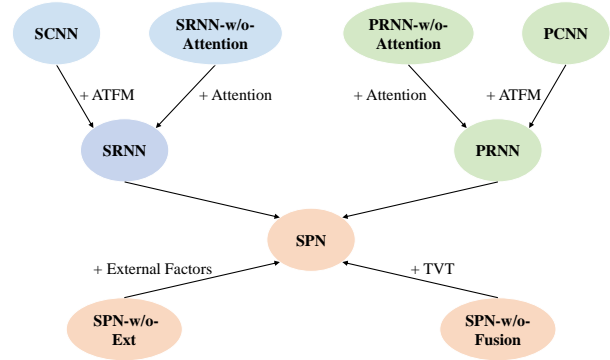 SCNN
SRNN-w/o-
Attention
PRNN-w/o-
Attention
PCNN
+ ATFM
+ Attention
+ Attention
+ ATFM
SRNN
PRNN
SPN
+ External Factors
+ TVT
SPN-w/o-
Ext
SPN-w/o-
Fusion